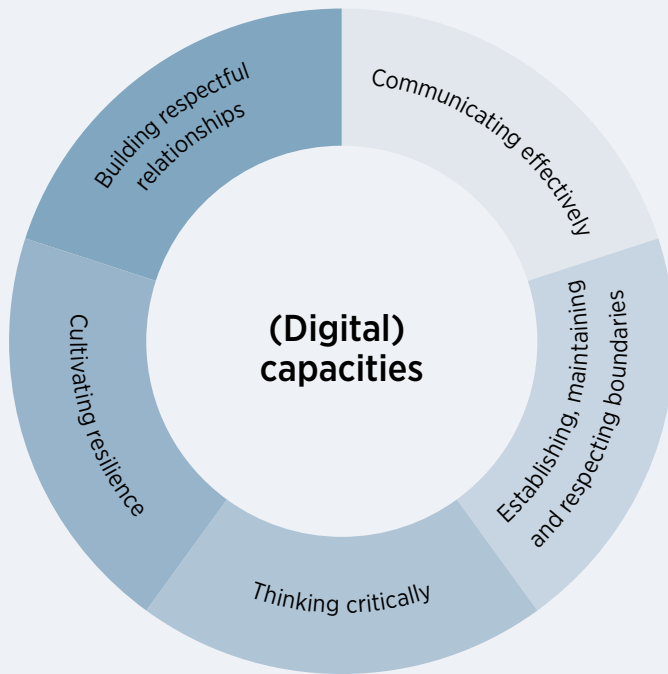 (Digital)
capacities
Communicating effectively
Establishing, maintaining
and respecting boundaries
Thinking critically
Cultivating resilience
Building respectful
relationships